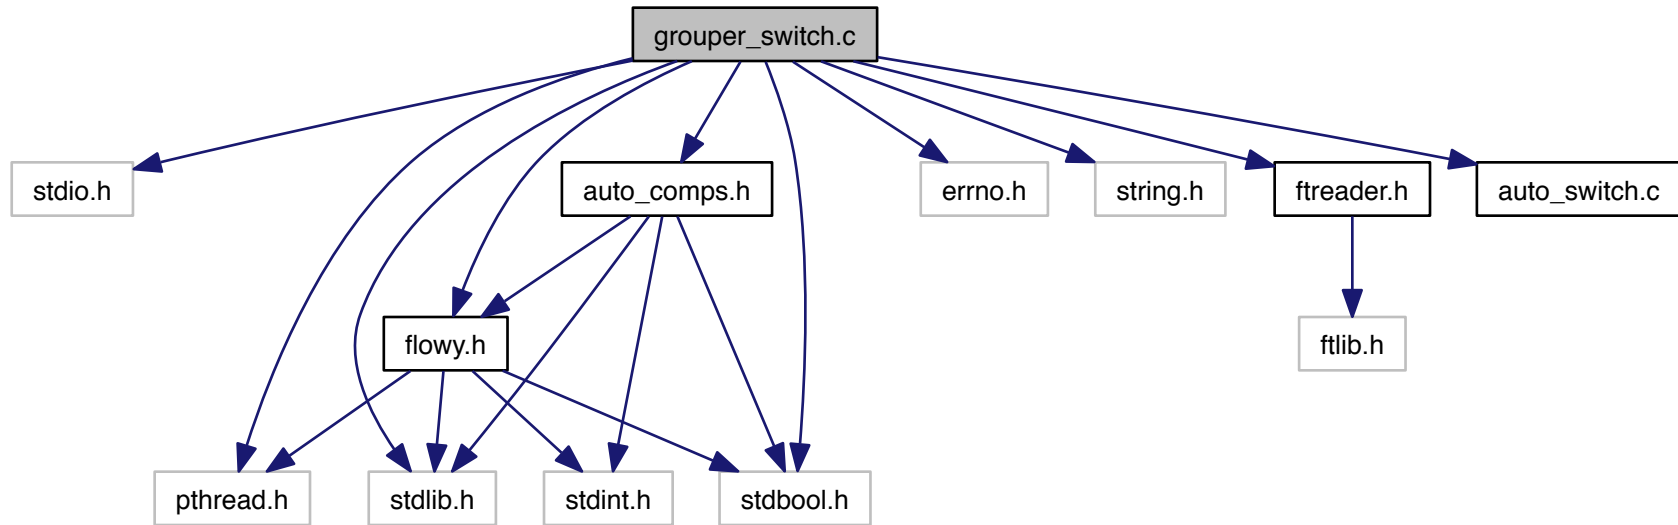 grouper_switch.c
stdio.h
auto_comps.h
errno.h
string.h
ftreader.h
auto_switch.c
flowy.h
ftlib.h
pthread.h
stdlib.h
stdint.h
stdbool.h